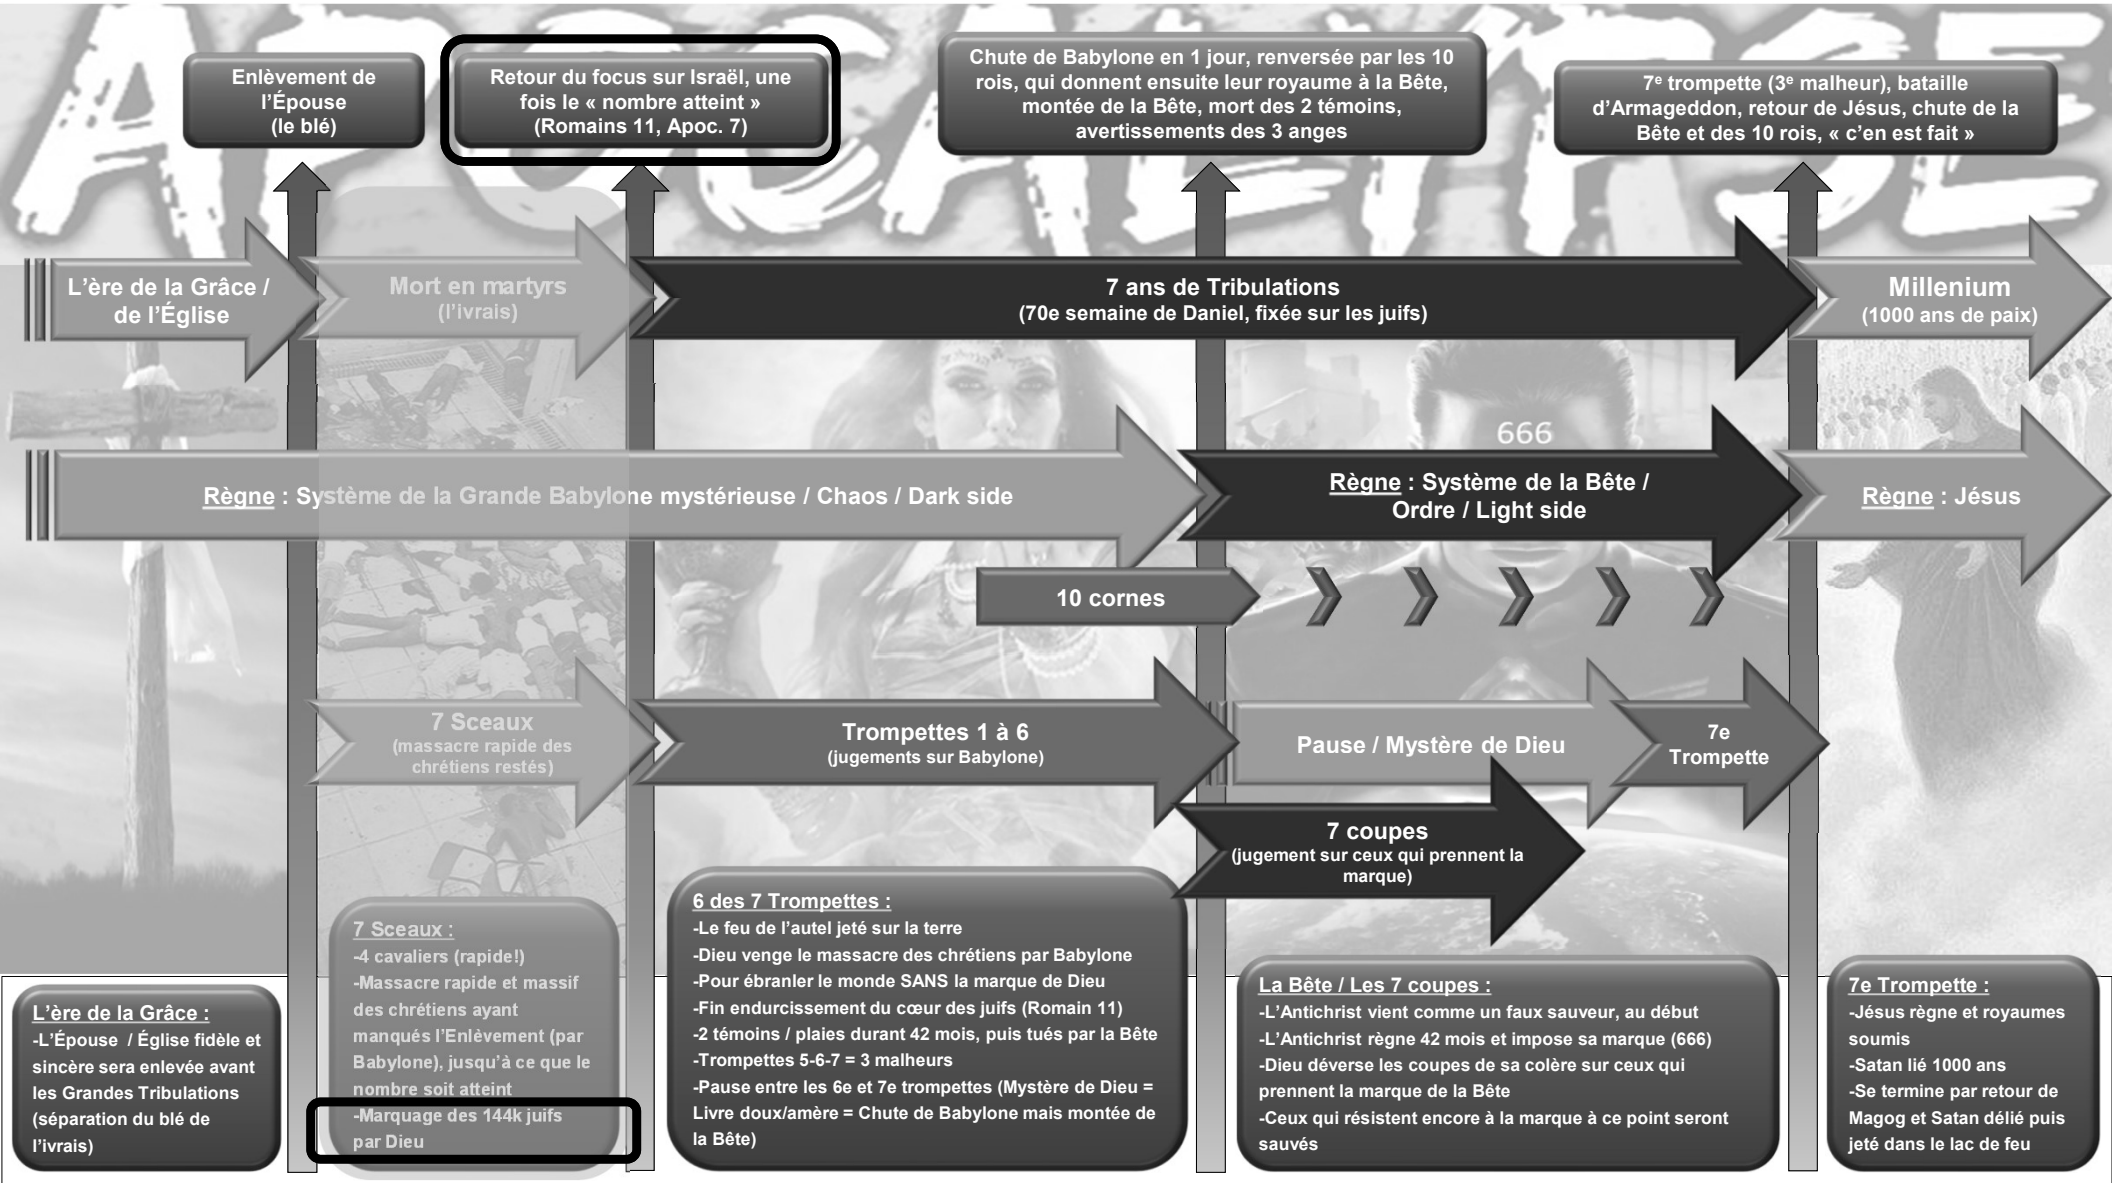 APOCALYPSE
Enlèvement de
l'Épouse
(le blé)
Retour du focus sur Israël, une
fois le « nombre atteint »
(Romains 11, Apoc. 7)
Chute de Babylone en 1 jour, renversée par les 10
rois, qui donnent ensuite leur royaume à la Bête,
montée de la Bête, mort des 2 témoins,
avertissements des 3 anges
7e trompette (3e malheur), bataille
d'Armageddon, retour de Jésus, chute de la
Bête et des 10 rois, « c'en est fait »
L'ère de la Grâce /
de l'Église
Mort en martyrs
(l'ivrais)
7 ans de Tribulations
(70e semaine de Daniel, fixée sur les juifs)
Millenium
(1000 ans de paix)
666
Règne : Système de la Grande Babylone mystérieuse / Chaos / Dark side
Règne : Système de la Bête /
Ordre / Light side
Règne : Jésus
10 cornes
7 Sceaux
(massacre rapide des
chrétiens restés)
Trompettes 1 à 6
(jugements sur Babylone)
Pause / Mystère de Dieu
7e
Trompette
7 coupes
(jugement sur ceux qui prennent la
marque)
L'ère de la Grâce :
-L'Épouse / Église fidèle et
sincère sera enlevée avant
les Grandes Tribulations
(séparation du blé de
l'ivrais)
7 Sceaux :
-4 cavaliers (rapide!)
-Massacre rapide et massif
des chrétiens ayant
manqués l'Enlèvement (par
Babylone), jusqu'à ce que le
nombre soit atteint
-Marquage des 144k juifs
par Dieu
6 des 7 Trompettes :
-Le feu de l'autel jeté sur la terre
-Dieu venge le massacre des chrétiens par Babylone
-Pour ébranler le monde SANS la marque de Dieu
-Fin endurcissement du cœur des juifs (Romain 11)
-2 témoins / plaies durant 42 mois, puis tués par la Bête
-Trompettes 5-6-7 = 3 malheurs
-Pause entre les 6e et 7e trompettes (Mystère de Dieu =
Livre doux/amère = Chute de Babylone mais montée de
la Bête)
La Bête / Les 7 coupes :
-L'Antichrist vient comme un faux sauveur, au début
-L'Antichrist règne 42 mois et impose sa marque (666)
-Dieu déverse les coupes de sa colère sur ceux qui
prennent la marque de la Bête
-Ceux qui résistent encore à la marque à ce point seront
sauvés
7e Trompette :
-Jésus règne et royaumes
soumis
-Satan lié 1000 ans
-Se termine par retour de
Magog et Satan délié puis
jeté dans le lac de feu